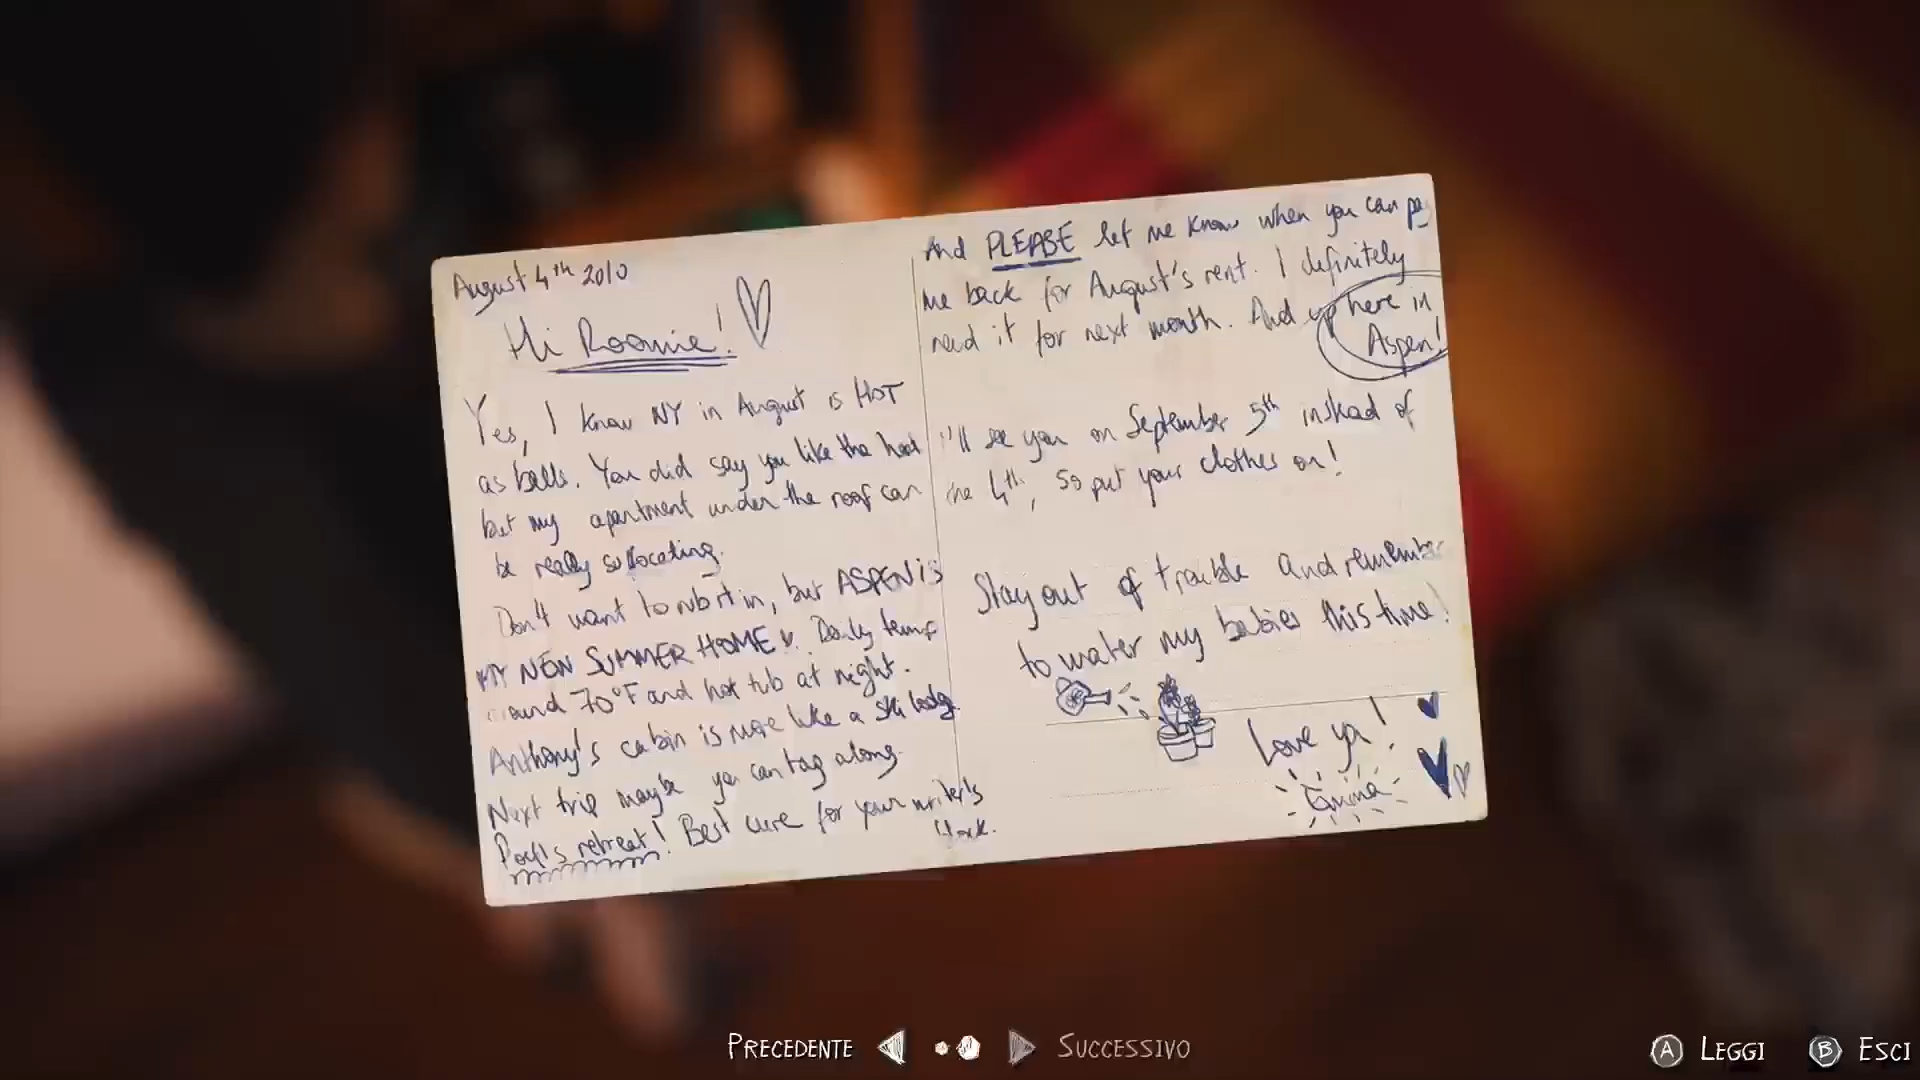 August 4th 2010
Hi Roomie!
Yes, I know NY in August is HOT
as balls. You did say you like the heat
but my apartment under the roof can
be really suffocating.
Don't want to rub it in, but ASPEN is
MY NEW SUMMER HOME! Daily temp
around 70°F and hot tub at night.
Anthony's cabin is more like a ski lodge
Next trip maybe you can tag along.
Poet's retreat! Best cure for your writer's
block.
And PLEASE let me know when you can pay
me back for August's rent. I definitely
need it for next month. And up here in
Aspen!
I'll see you on September 5th instead of
the 4th, so put your clothes on!
Stay out of trouble and remember
to water my babies this time!
Love ya!
Emma
PRECEDENTE
SUCCESSIVO
A LEGGI
B ESCI